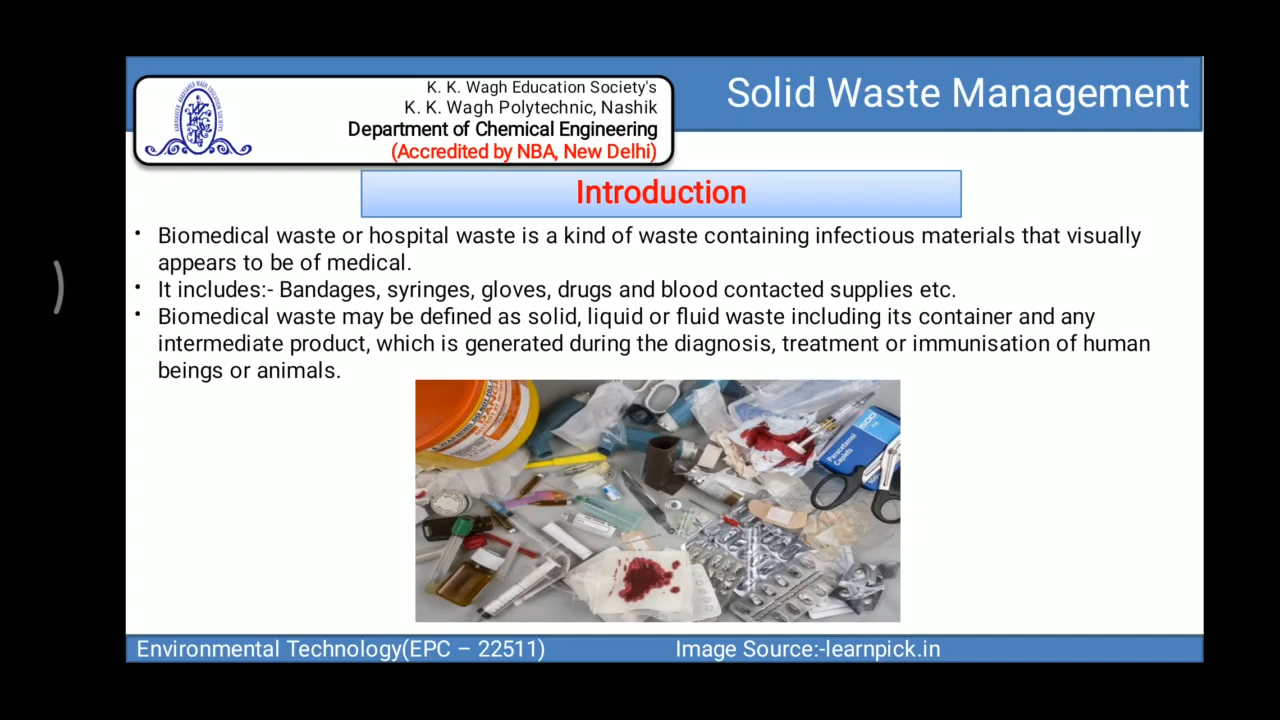 K. K. Wagh Education Society's
K. K. Wagh Polytechnic, Nashik
Department of Chemical Engineering
(Accredited by NBA, New Delhi)
Solid Waste Management
Introduction
• Biomedical waste or hospital waste is a kind of waste containing infectious materials that visually
appears to be of medical.
• It includes:- Bandages, syringes, gloves, drugs and blood contacted supplies etc.
• Biomedical waste may be defined as solid, liquid or fluid waste including its container and any
intermediate product, which is generated during the diagnosis, treatment or immunisation of human
beings or animals.
Paracetamol
Caplets
Environmental Technology(EPC – 22511)
Image Source:-learnpick.in